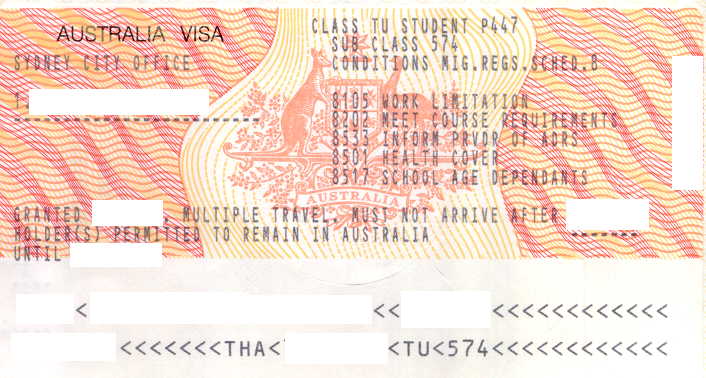 AUSTRALIA VISA
CLASS TU STUDENT P447
SUB CLASS 574
SYDNEY CITY OFFICE
CONDITIONS MIG.REGS.SCHED.8
8105 WORK LIMITATION
8202 MEET COURSE REQUIREMENTS
8533 INFORM PRVDR OF ADRS
8501 HEALTH COVER
8517 SCHOOL AGE DEPENDANTS
AUSTRALIA
GRANTED , MULTIPLE TRAVEL, MUST NOT ARRIVE AFTER
HOLDER(S) PERMITTED TO REMAIN IN AUSTRALIA
UNTIL
< << <<<<<<<<<<<<
<<<<<<<THA< <TU<574<<<<<<<<<<<<